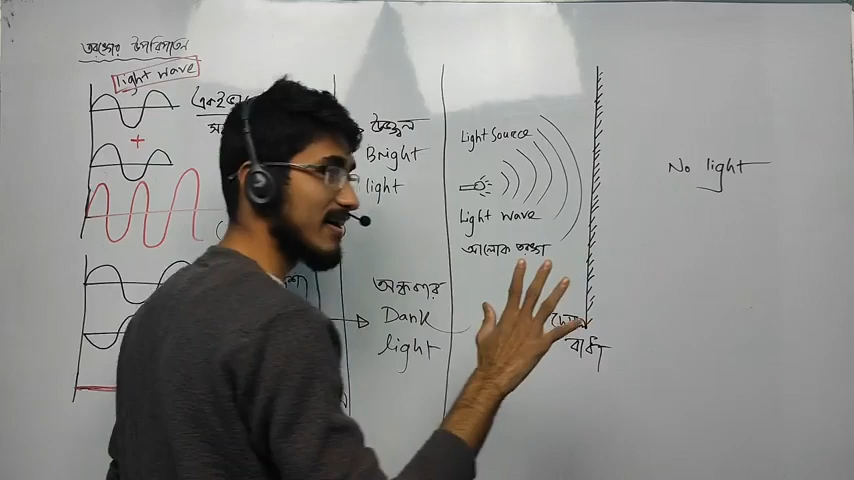 তরঙ্গের উপরিপাতন
light wave
+
উজ্জ্বল
Bright
light
অন্ধকার
Dark
light
Light Source
Light wave
আলোক তরঙ্গ
বাধা
No light